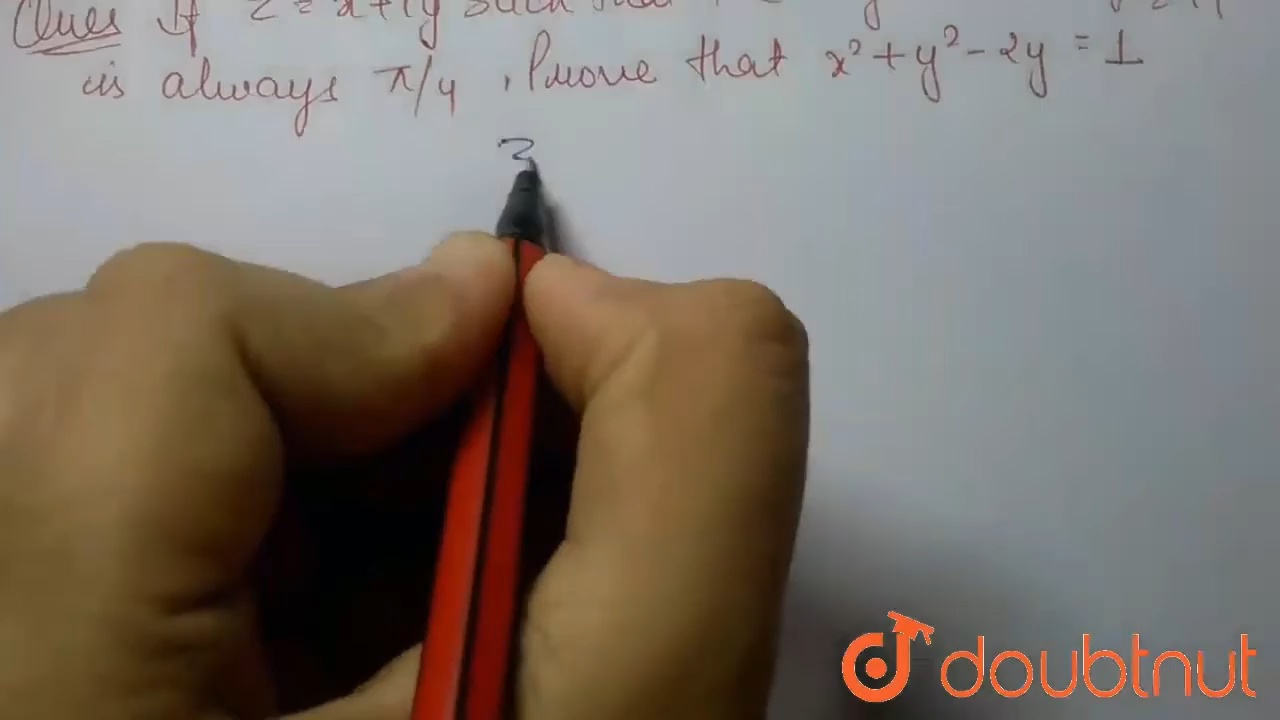 Ques If z = x + iy such that
is always π/4 , Prove that x² + y² - 2y = 1
z
doubtnut